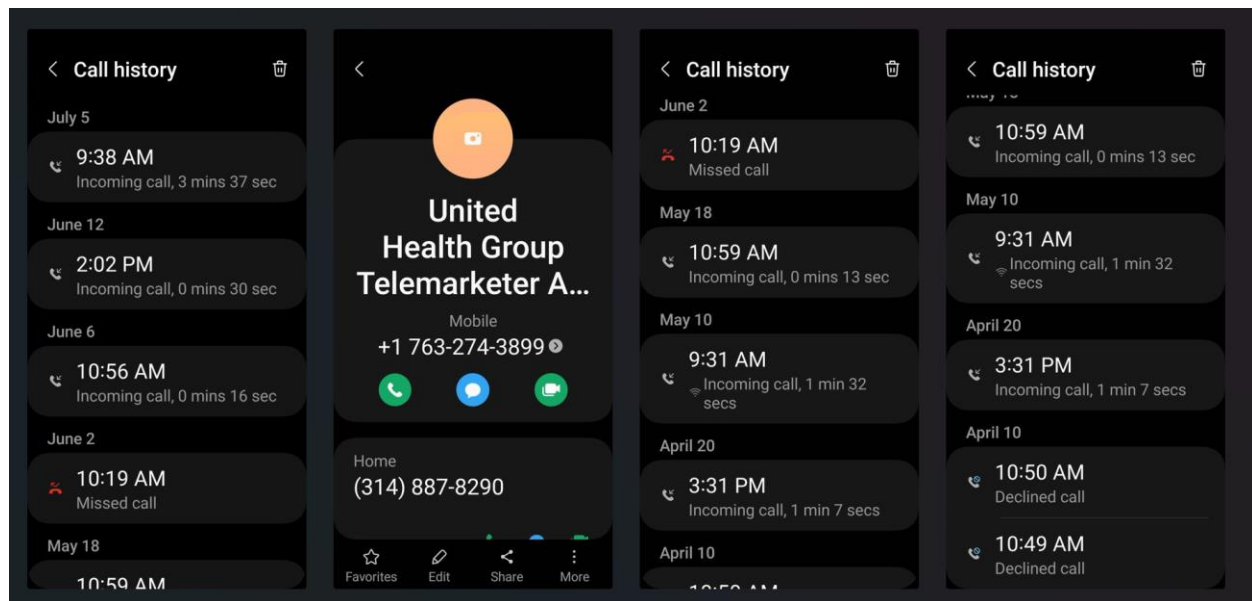 Call history
July 5
9:38 AM
Incoming call, 3 mins 37 sec
June 12
2:02 PM
Incoming call, 0 mins 30 sec
June 6
10:56 AM
Incoming call, 0 mins 16 sec
June 2
10:19 AM
Missed call
May 18
10:59 AM
United
Health Group
Telemarketer A...
Mobile
+1 763-274-3899
Home
(314) 887-8290
Favorites
Edit
Share
More
Call history
June 2
10:19 AM
Missed call
May 18
10:59 AM
Incoming call, 0 mins 13 sec
May 10
9:31 AM
Incoming call, 1 min 32
secs
April 20
3:31 PM
Incoming call, 1 min 7 secs
April 10
Call history
10:59 AM
Incoming call, 0 mins 13 sec
May 10
9:31 AM
Incoming call, 1 min 32
secs
April 20
3:31 PM
Incoming call, 1 min 7 secs
April 10
10:50 AM
Declined call
10:49 AM
Declined call